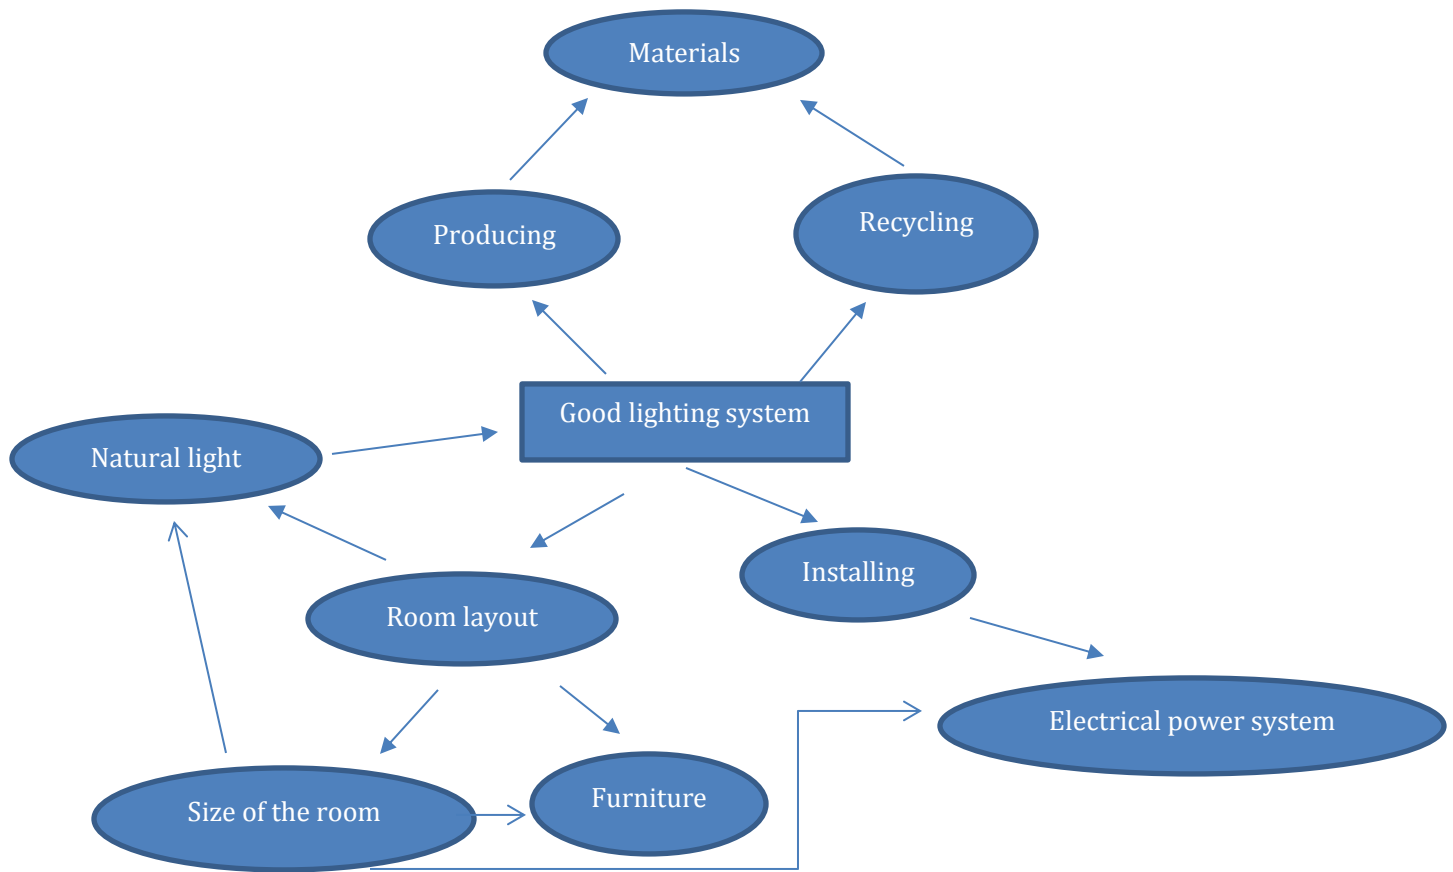 Materials
Producing
Recycling
Good lighting system
Natural light
Installing
Room layout
Electrical power system
Size of the room
Furniture